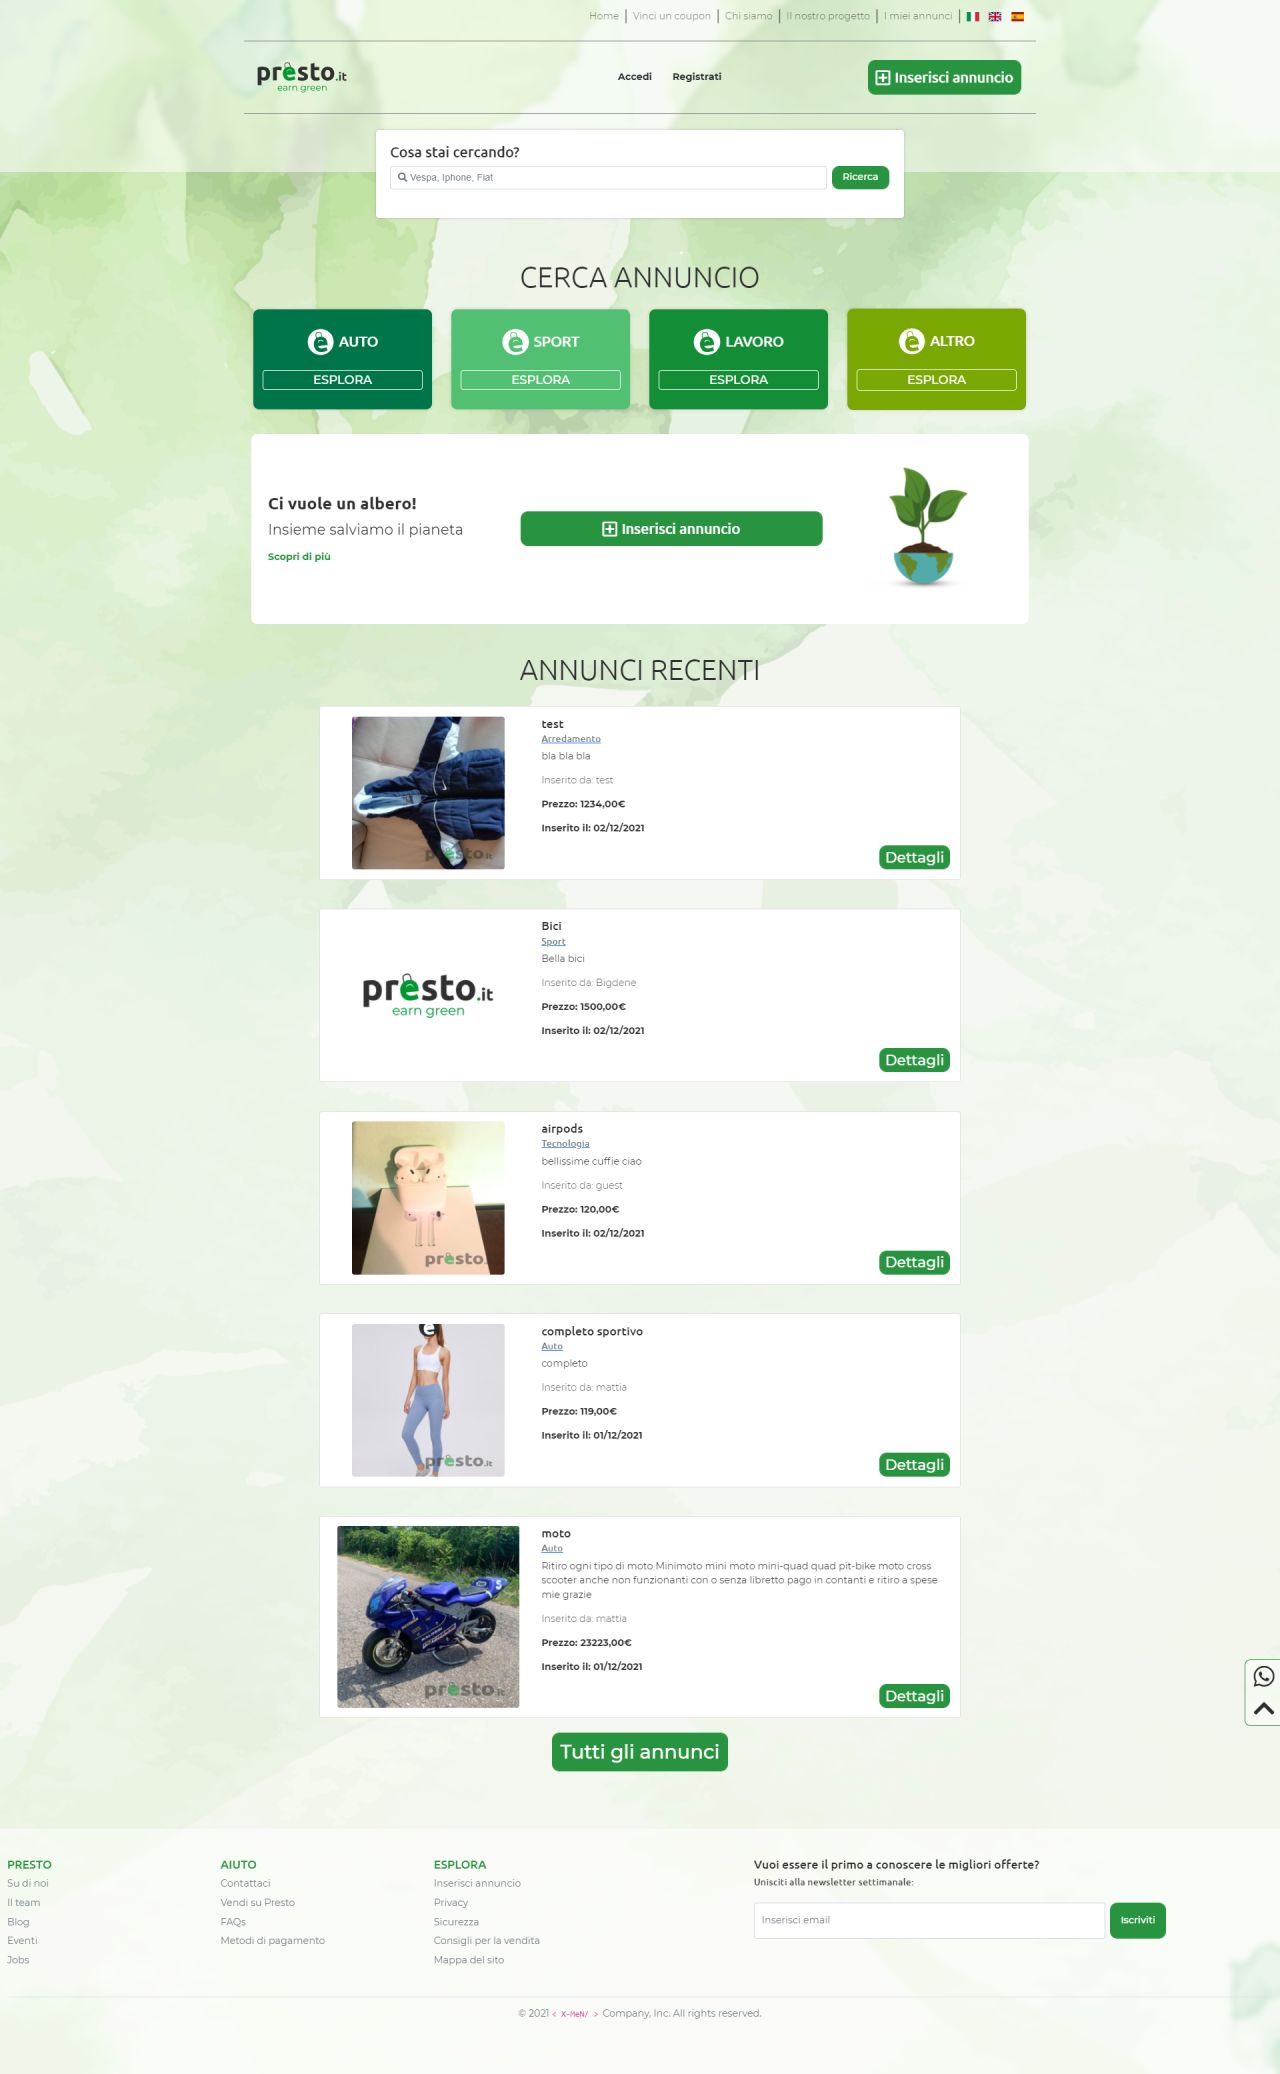 Home | Vinci un coupon | Chi siamo | Il nostro progetto | I miei annunci |
presto.it
earn green
Accedi Registrati
Inserisci annuncio
Cosa stai cercando?
Vespa, Iphone, Fiat
Ricerca
CERCA ANNUNCIO
AUTO
ESPLORA
SPORT
ESPLORA
LAVORO
ESPLORA
ALTRO
ESPLORA
Ci vuole un albero!
Insieme salviamo il pianeta
Scopri di più
Inserisci annuncio
ANNUNCI RECENTI
presto.it
test
Arredamento
bla bla bla
Inserito da: test
Prezzo: 1234,00€
Inserito il: 02/12/2021
Dettagli
presto.it
earn green
Bici
Sport
Bella bici
Inserito da: Bigdene
Prezzo: 1500,00€
Inserito il: 02/12/2021
Dettagli
presto.it
airpods
Tecnologia
bellissime cuffie ciao
Inserito da: guest
Prezzo: 120,00€
Inserito il: 02/12/2021
Dettagli
presto.it
completo sportivo
Auto
completo
Inserito da: mattia
Prezzo: 119,00€
Inserito il: 01/12/2021
Dettagli
presto.it
moto
Auto
Ritiro ogni tipo di moto Minimoto mini moto mini-quad quad pit-bike moto cross
scooter anche non funzionanti con o senza libretto pago in contanti e ritiro a spese
mie grazie
Inserito da: mattia
Prezzo: 23223,00€
Inserito il: 01/12/2021
Dettagli
Tutti gli annunci
PRESTO
Su di noi
Il team
Blog
Eventi
Jobs
AIUTO
Contattaci
Vendi su Presto
FAQs
Metodi di pagamento
ESPLORA
Inserisci annuncio
Privacy
Sicurezza
Consigli per la vendita
Mappa del sito
Vuoi essere il primo a conoscere le migliori offerte?
Unisciti alla newsletter settimanale:
Inserisci email
Iscriviti
© 2021 < X-MeN/ > Company, Inc. All rights reserved.